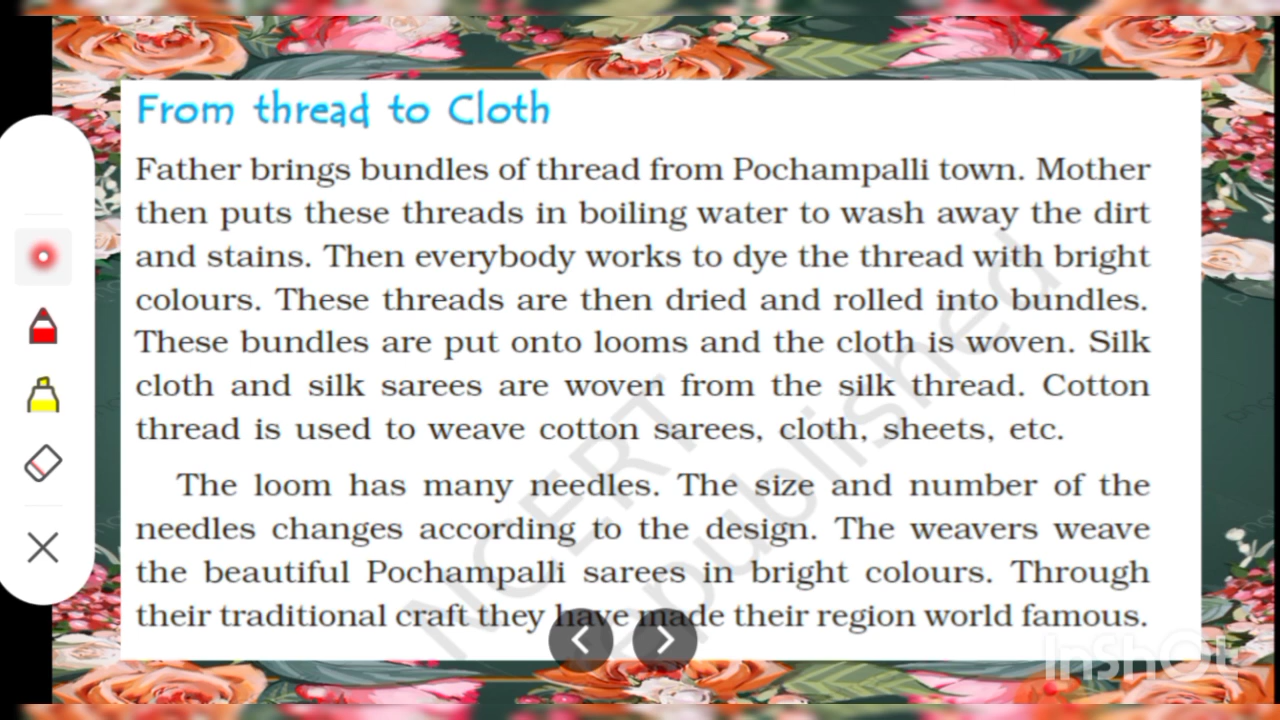 From thread to Cloth
Father brings bundles of thread from Pochampalli town. Mother
then puts these threads in boiling water to wash away the dirt
and stains. Then everybody works to dye the thread with bright
colours. These threads are then dried and rolled into bundles.
These bundles are put onto looms and the cloth is woven. Silk
cloth and silk sarees are woven from the silk thread. Cotton
thread is used to weave cotton sarees, cloth, sheets, etc.
The loom has many needles. The size and number of the
needles changes according to the design. The weavers weave
the beautiful Pochampalli sarees in bright colours. Through
their traditional craft they have made their region world famous.
NCERT
republished
InShOt